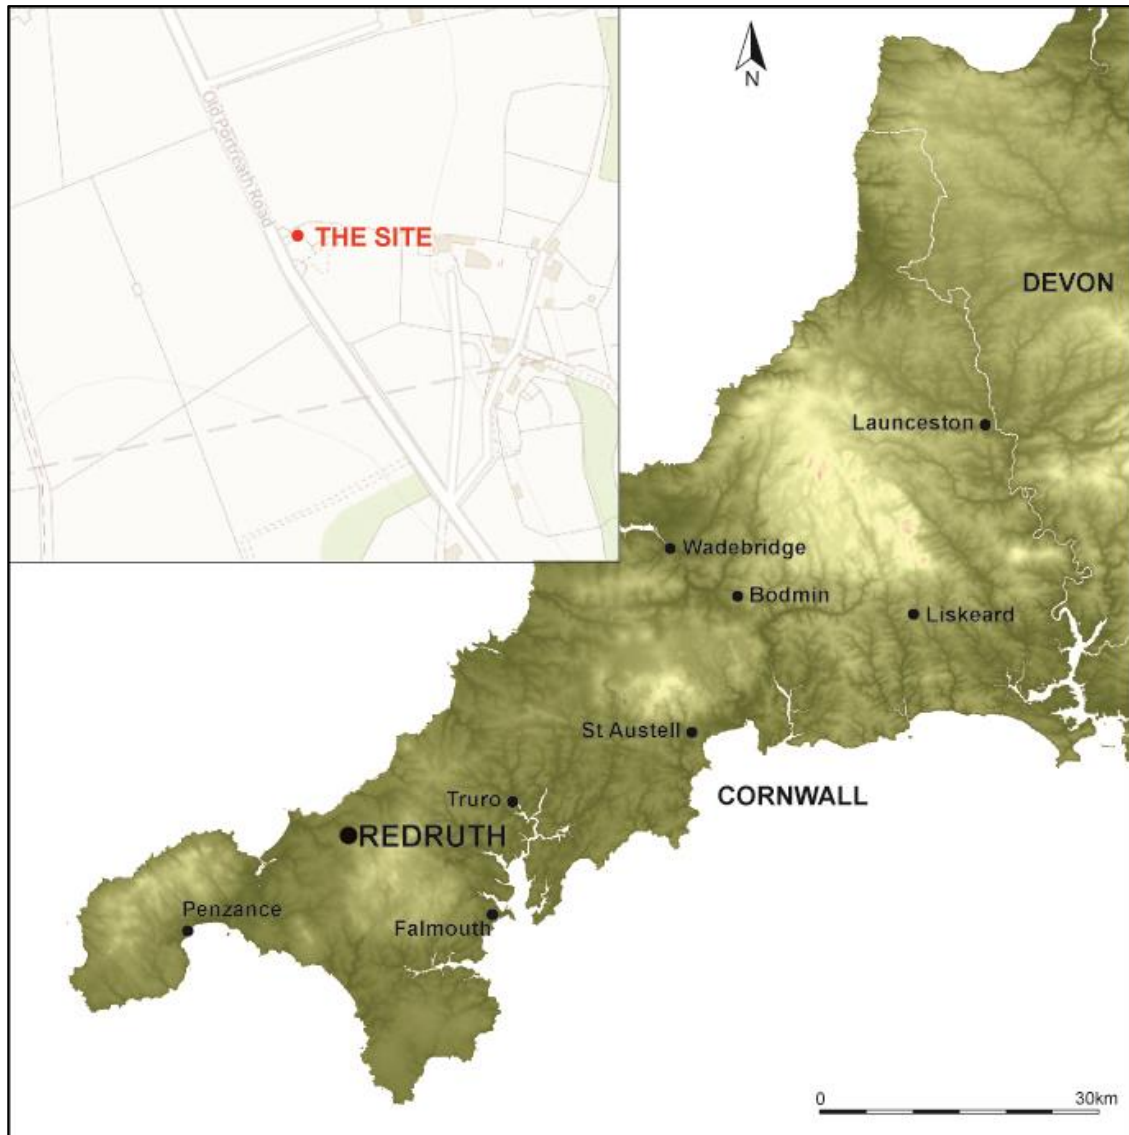 Old Portreath Road
THE SITE
N
DEVON
Launceston
Wadebridge
Bodmin
Liskeard
St Austell
CORNWALL
Truro
REDRUTH
Penzance
Falmouth
0 30km